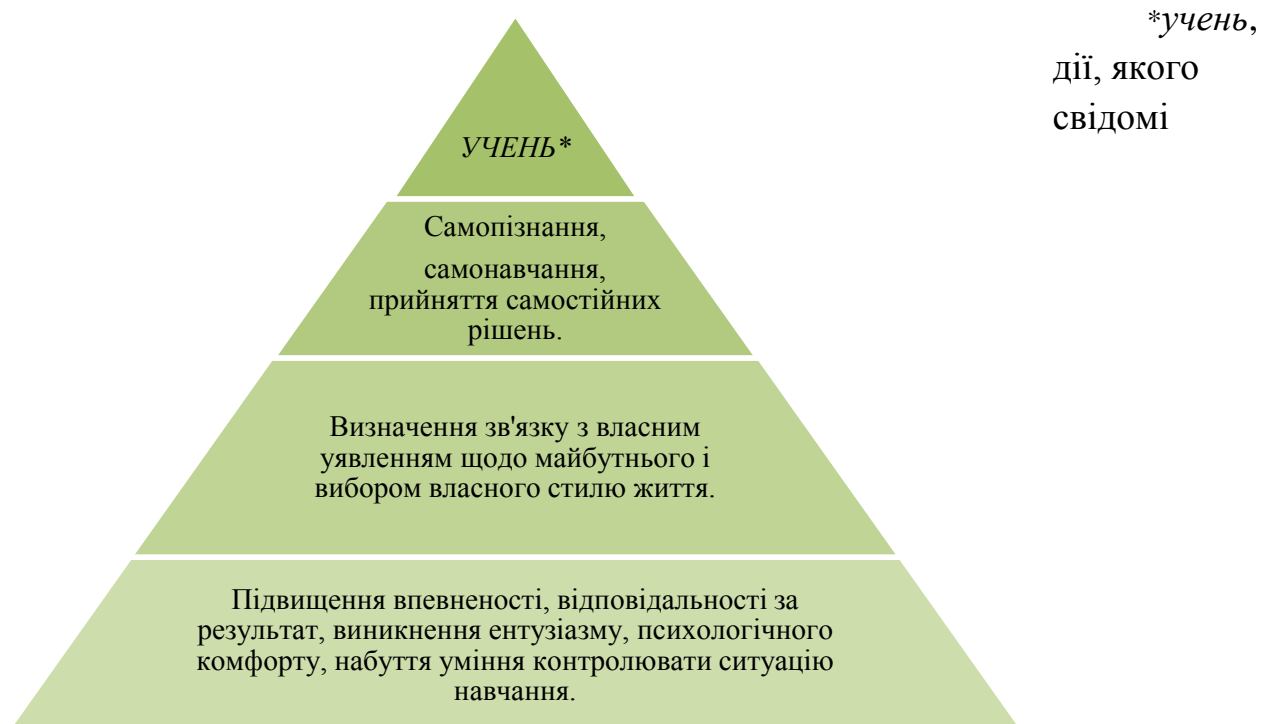 *учень,
дії, якого
свідомі
УЧЕНЬ*
Самопізнання,
самонавчання,
прийняття самостійних
рішень.
Визначення зв'язку з власним
уявленням щодо майбутнього і
вибором власного стилю життя.
Підвищення впевненості, відповідальності за
результат, виникнення ентузіазму, психологічного
комфорту, набуття уміння контролювати ситуацію
навчання.